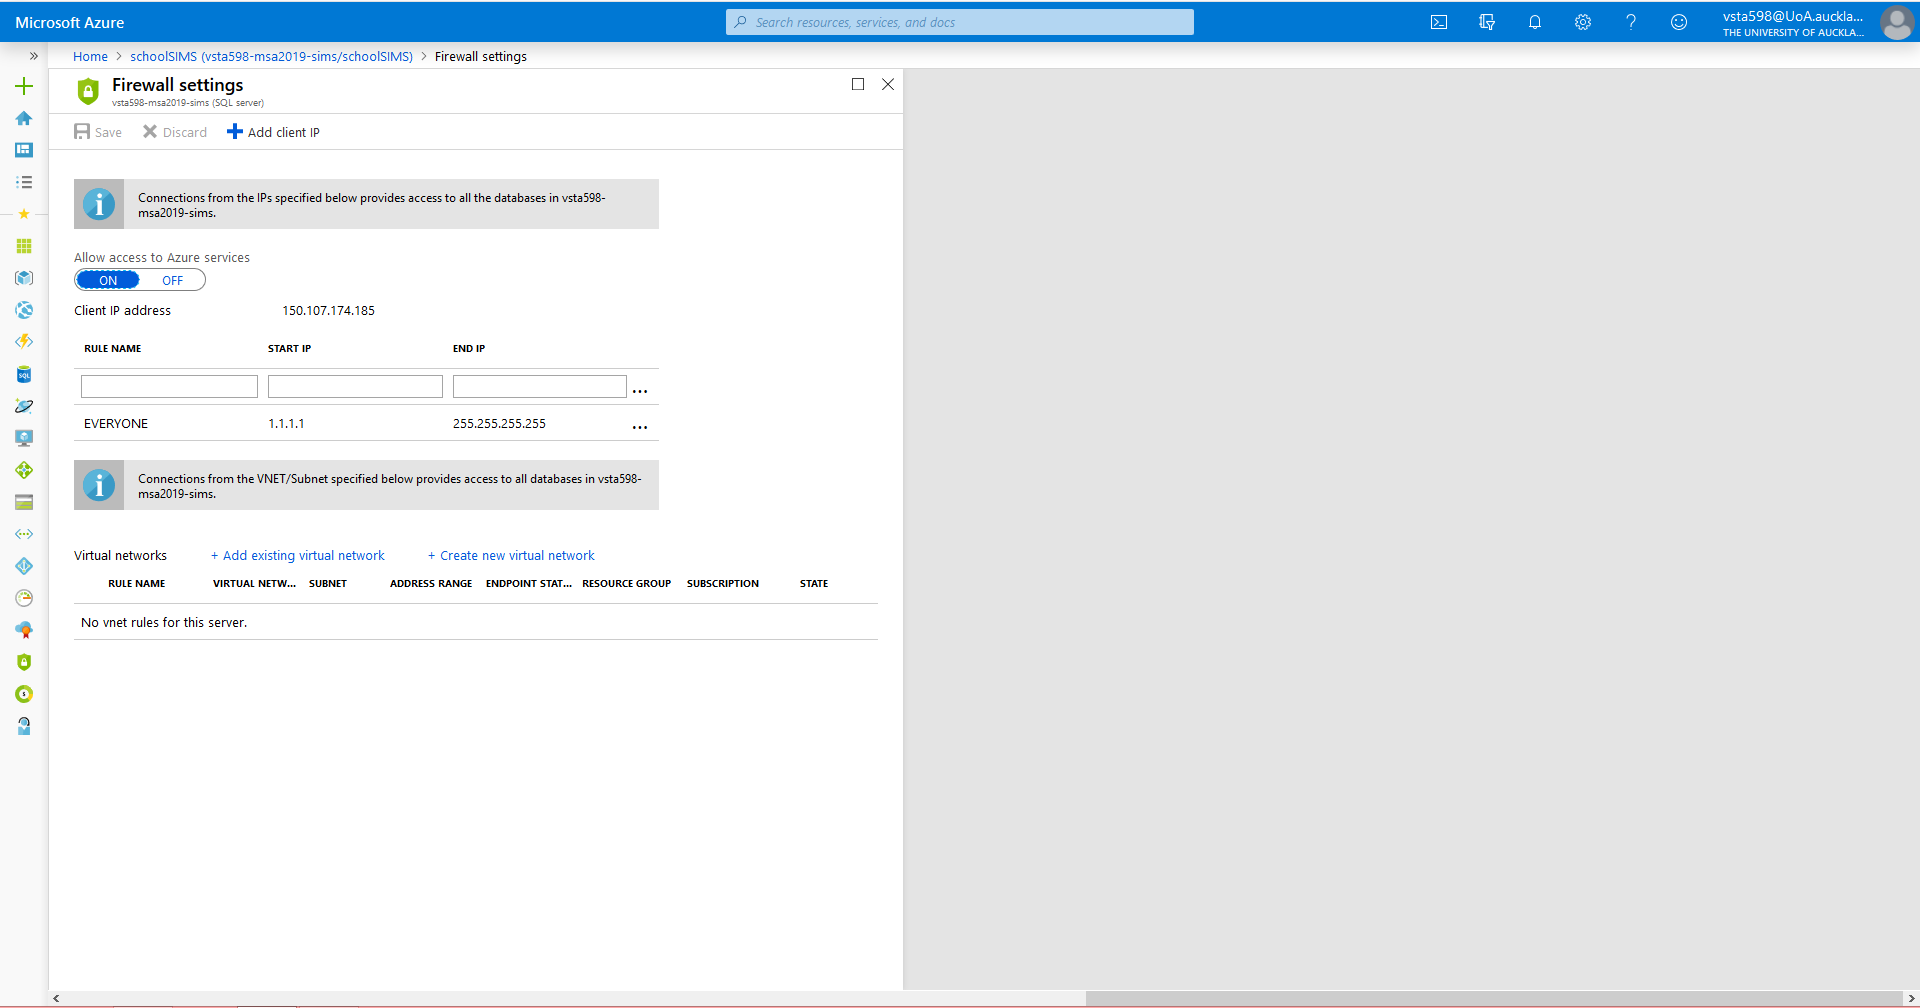 Microsoft Azure
Search resources, services, and docs
vsta598@UoA.auckla...
THE UNIVERSITY OF AUCKLA...
Home > schoolSIMS (vsta598-msa2019-sims/schoolSIMS) > Firewall settings
Firewall settings
vsta598-msa2019-sims (SQL server)
Save Discard Add client IP
Connections from the IPs specified below provides access to all the databases in vsta598-
msa2019-sims.
Allow access to Azure services
ON OFF
Client IP address 150.107.174.185
RULE NAME START IP END IP
...
EVERYONE 1.1.1.1 255.255.255.255 ...
Connections from the VNET/Subnet specified below provides access to all databases in vsta598-
msa2019-sims.
Virtual networks + Add existing virtual network + Create new virtual network
RULE NAME VIRTUAL NETW... SUBNET ADDRESS RANGE ENDPOINT STAT... RESOURCE GROUP SUBSCRIPTION STATE
No vnet rules for this server.